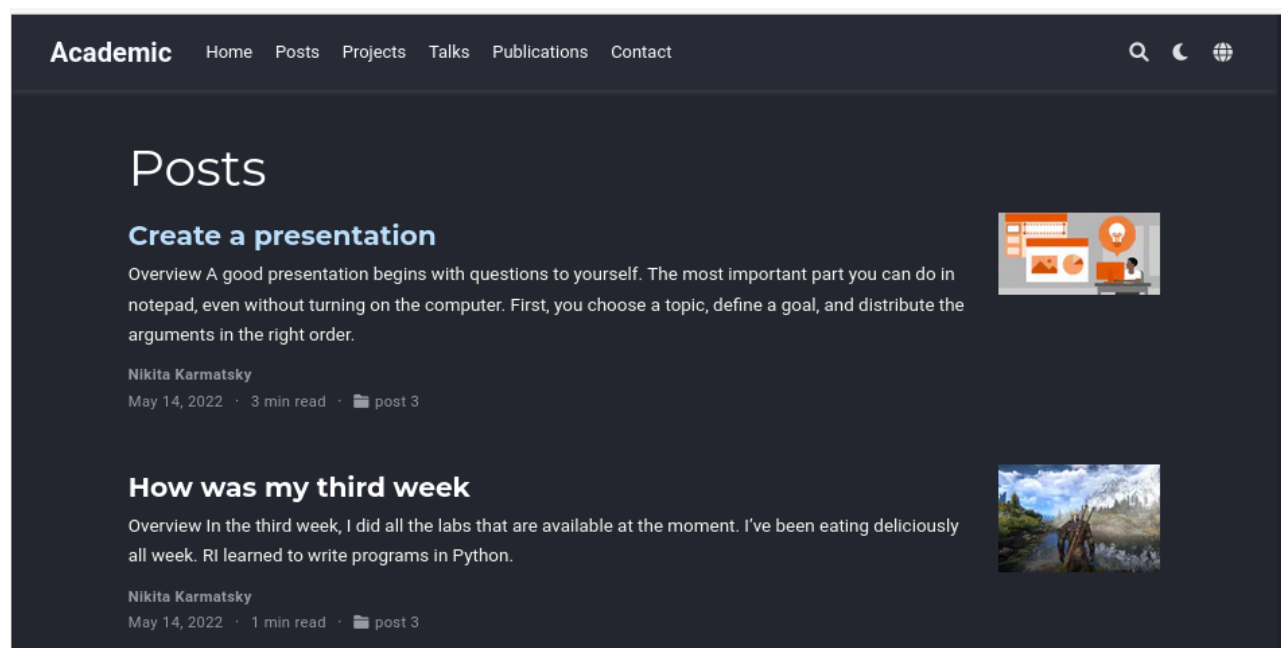 Academic Home Posts Projects Talks Publications Contact
Posts
Create a presentation
Overview A good presentation begins with questions to yourself. The most important part you can do in
notepad, even without turning on the computer. First, you choose a topic, define a goal, and distribute the
arguments in the right order.
Nikita Karmatsky
May 14, 2022 · 3 min read · post 3
How was my third week
Overview In the third week, I did all the labs that are available at the moment. I’ve been eating deliciously
all week. RI learned to write programs in Python.
Nikita Karmatsky
May 14, 2022 · 1 min read · post 3